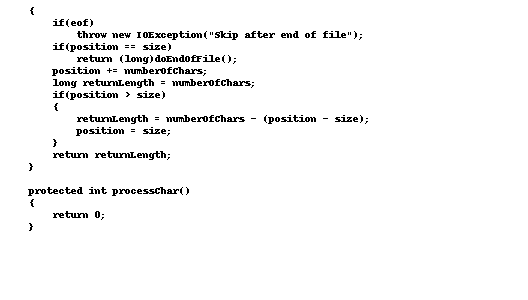 {
    if(eof)
        throw new IOException("Skip after end of file");
    if(position == size)
        return (long)doEndOfFile();
    position += numberOfChars;
    long returnLength = numberOfChars;
    if(position > size)
    {
        returnLength = numberOfChars - (position - size);
        position = size;
    }
    return returnLength;
}

protected int processChar()
{
    return 0;
}